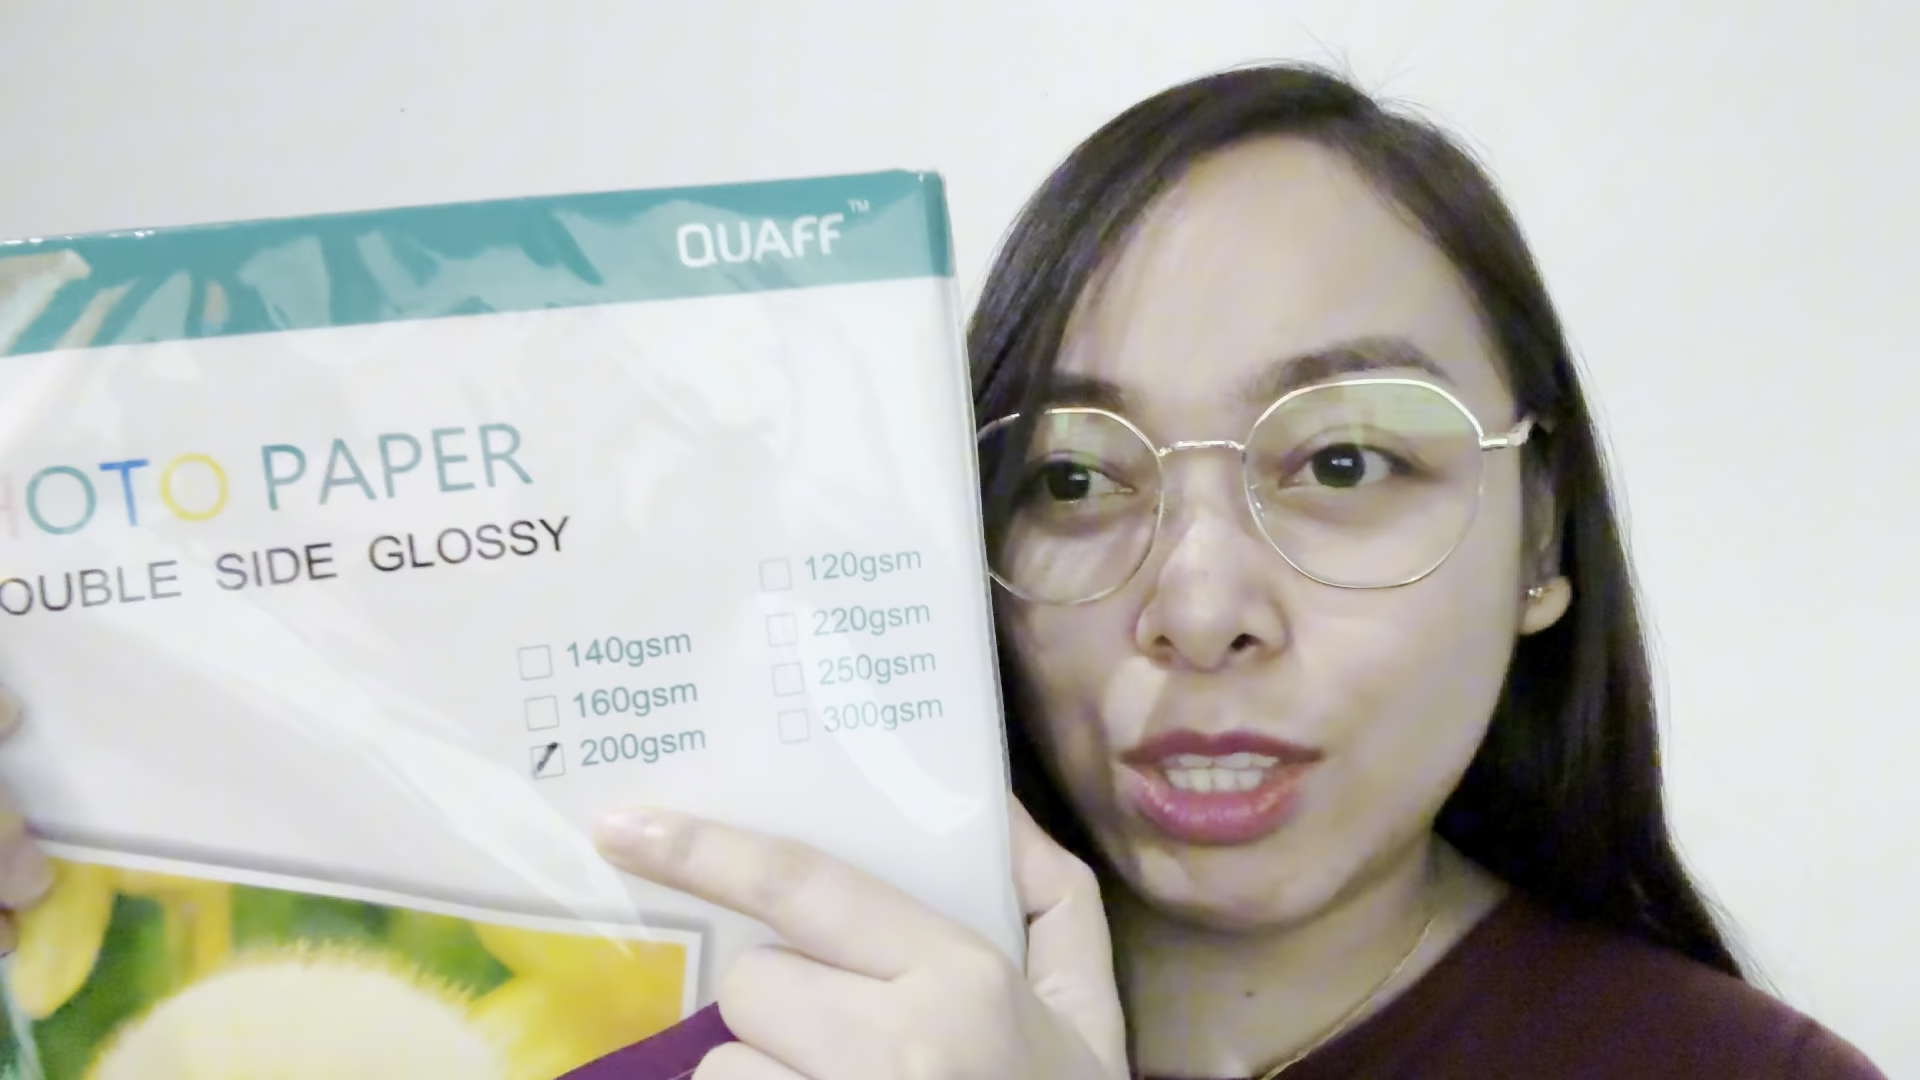 QUAFF™
HOTO PAPER
OUBLE SIDE GLOSSY
120gsm
140gsm 220gsm
160gsm 250gsm
200gsm 300gsm